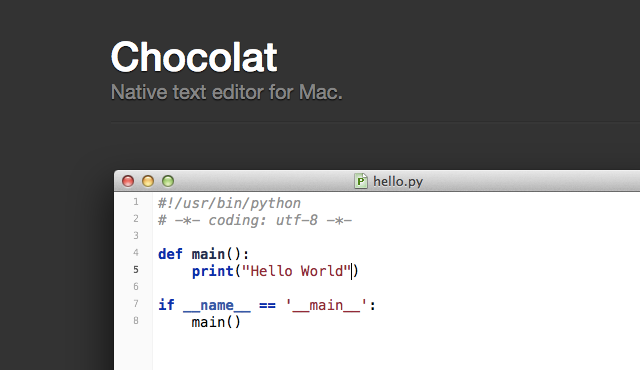 Chocolat
Native text editor for Mac.
P hello.py
1 #!/usr/bin/python
2 # -*- coding: utf-8 -*-
3
4 def main():
5     print("Hello World")
6
7 if __name__ == '__main__':
8     main()